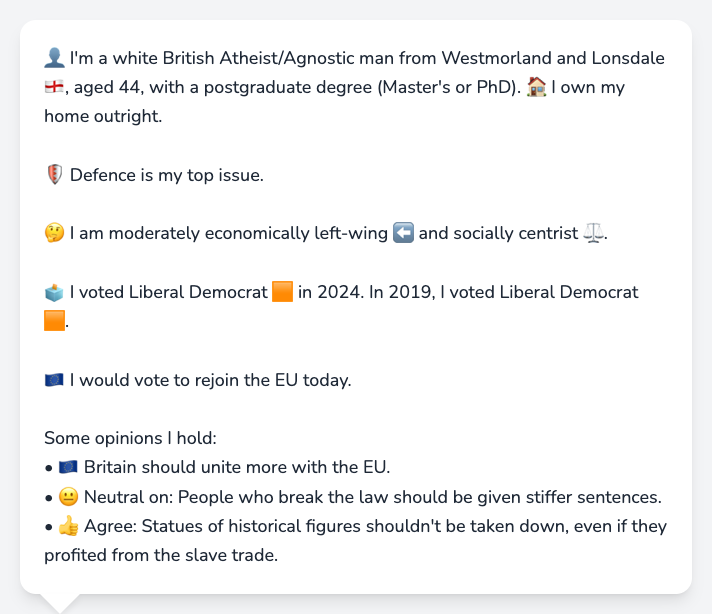 👤 I'm a white British Atheist/Agnostic man from Westmorland and Lonsdale
🏴󠁧󠁢󠁥󠁮󠁧󠁿, aged 44, with a postgraduate degree (Master's or PhD). 🏠 I own my
home outright.
🛡️ Defence is my top issue.
🤔 I am moderately economically left-wing ⬅️ and socially centrist ⚖️.
🗳️ I voted Liberal Democrat 🟧 in 2024. In 2019, I voted Liberal Democrat
🟧.
🇪🇺 I would vote to rejoin the EU today.
Some opinions I hold:
• 🇪🇺 Britain should unite more with the EU.
• 😐 Neutral on: People who break the law should be given stiffer sentences.
• 👍 Agree: Statues of historical figures shouldn't be taken down, even if they
profited from the slave trade.